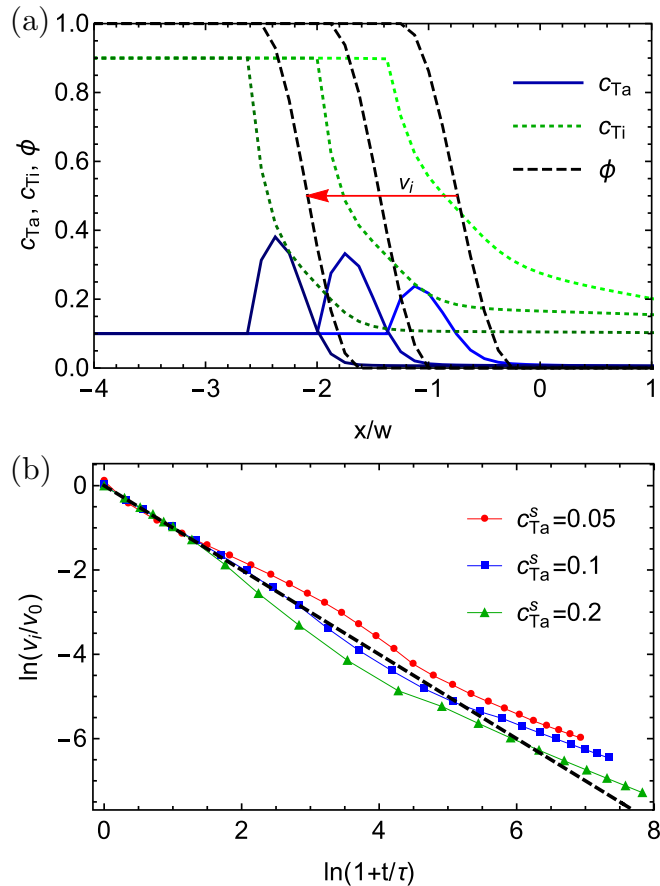 (a)
1.0
0.8
0.6
0.4
0.2
0.0
c_Ta, c_Ti, ϕ
c_Ta
c_Ti
ϕ
v_i
−4 −3 −2 −1 0 1
x/w
(b)
0
−2
−4
−6
ln(v_i/v_0)
c^s_Ta=0.05
c^s_Ta=0.1
c^s_Ta=0.2
0 2 4 6 8
ln(1+t/τ)